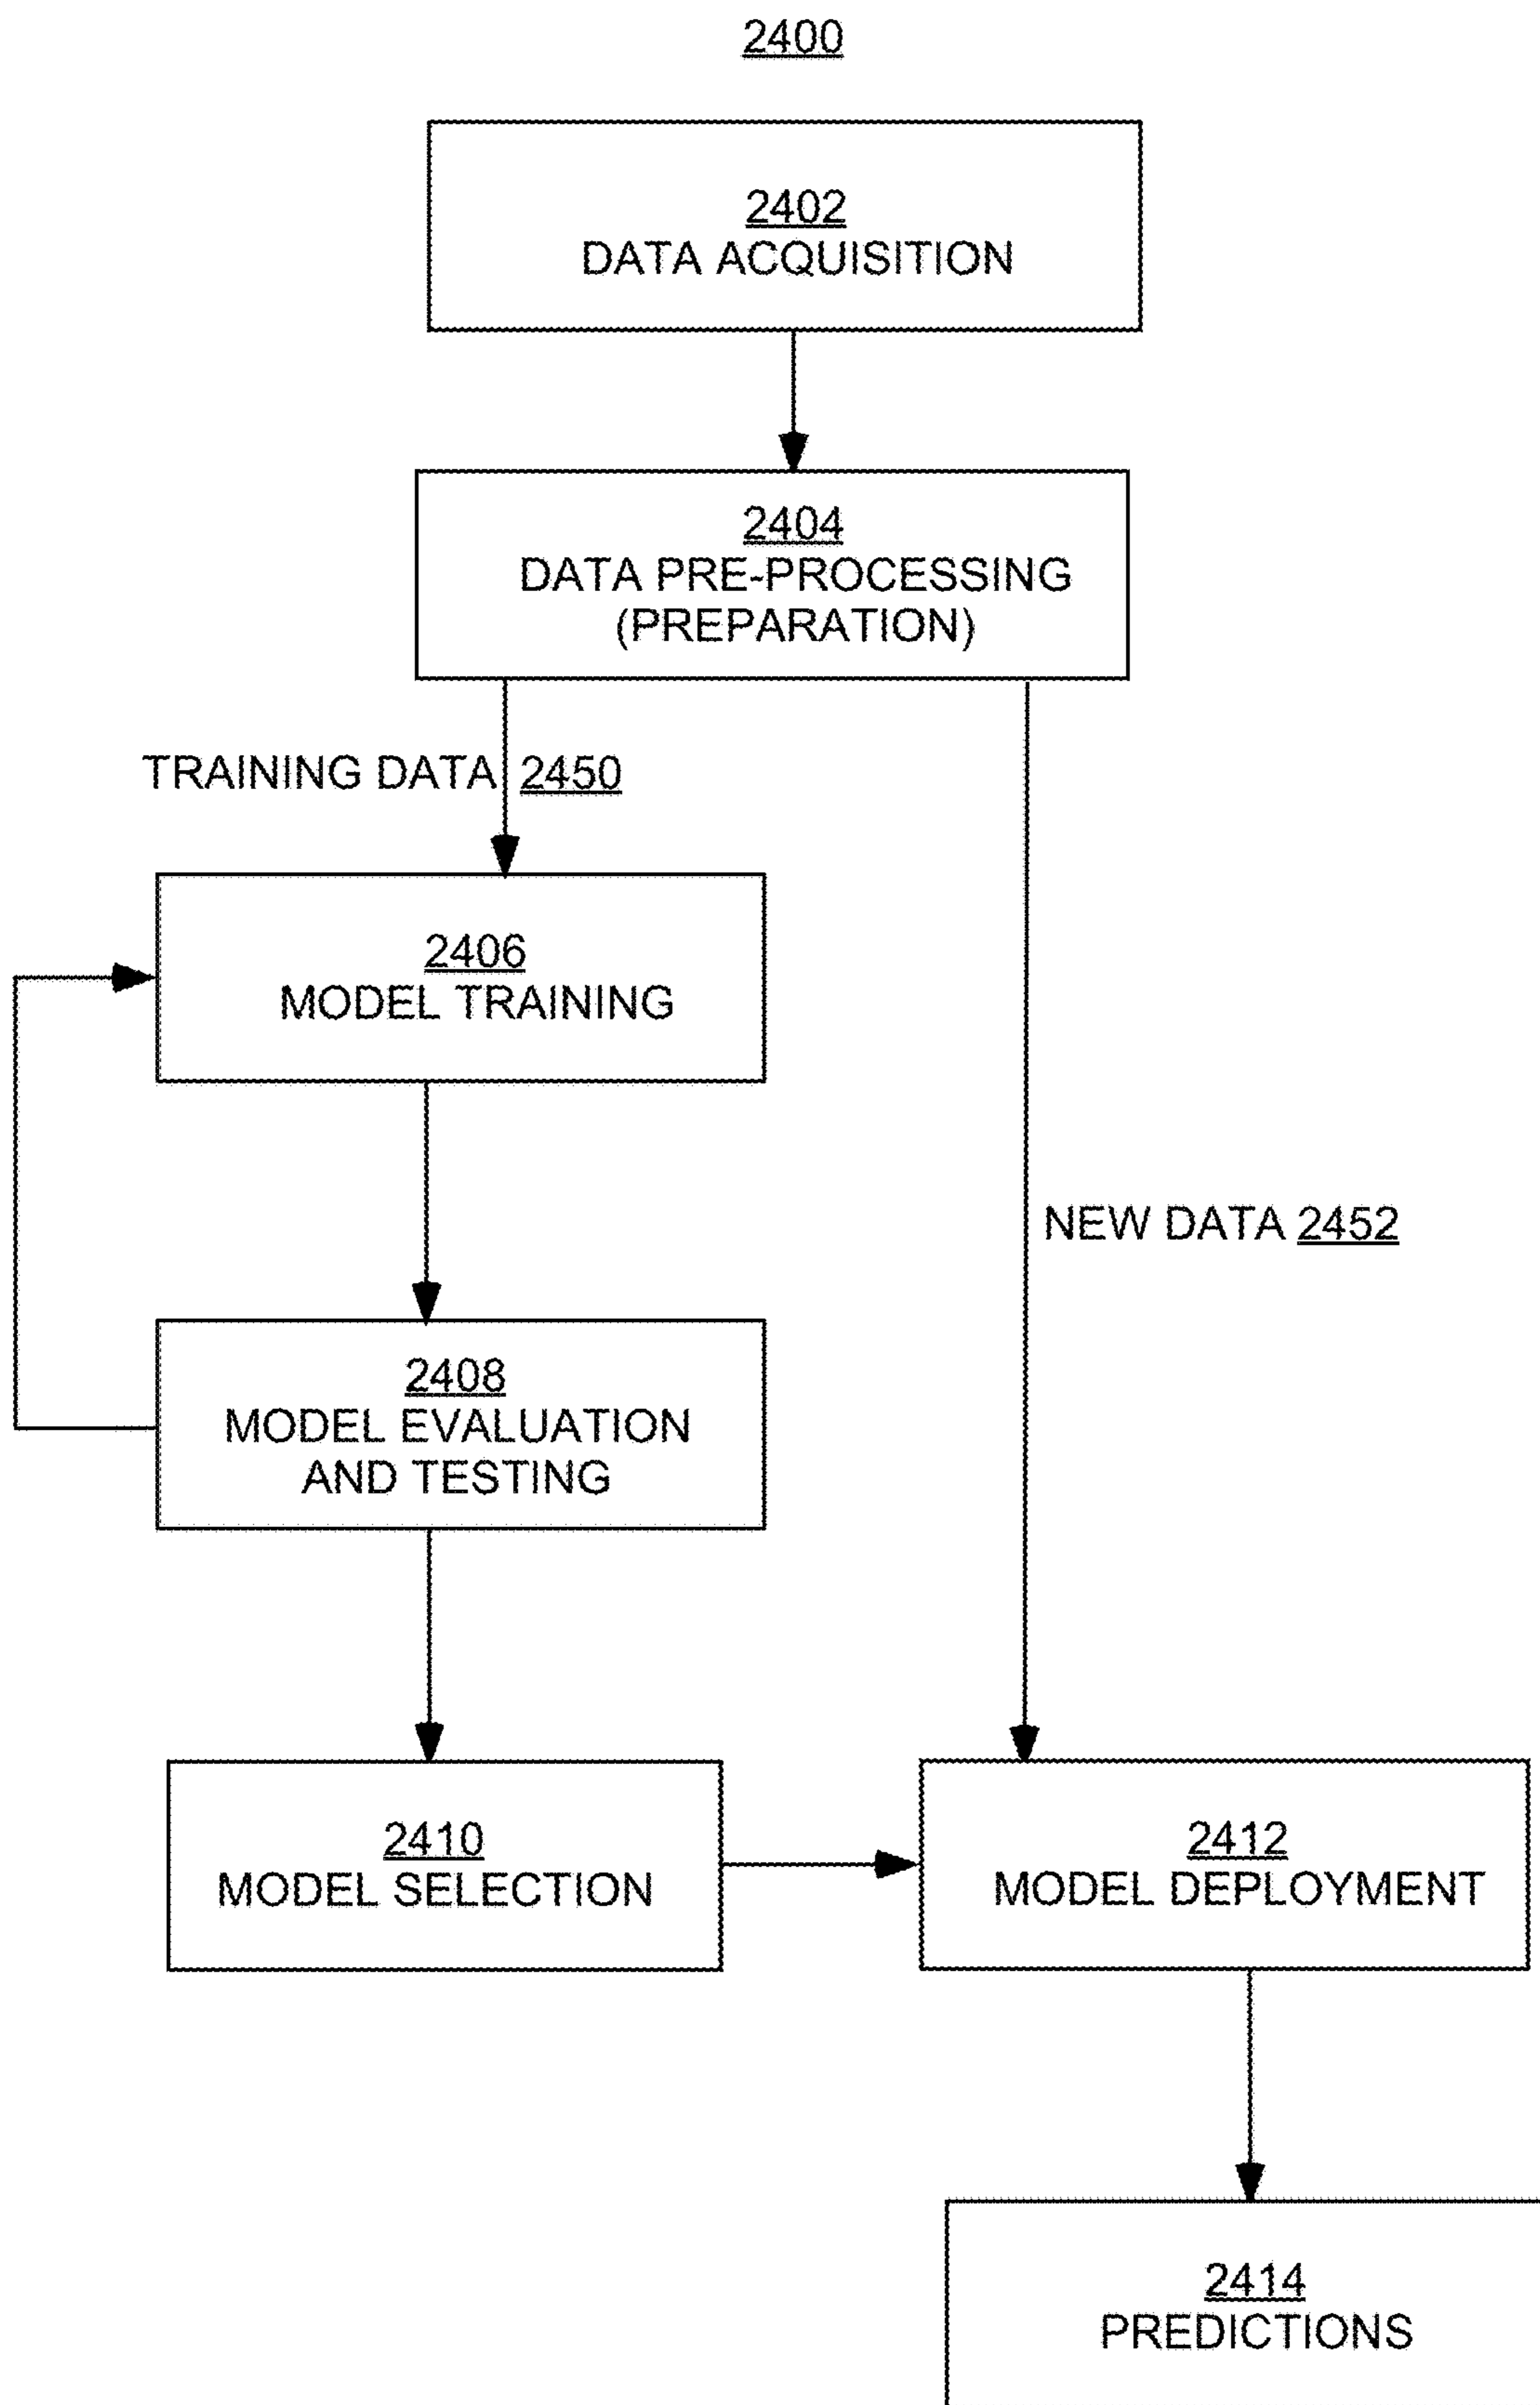 2400
2402
DATA ACQUISITION
2404
DATA PRE-PROCESSING
(PREPARATION)
TRAINING DATA 2450
2406
MODEL TRAINING
NEW DATA 2452
2408
MODEL EVALUATION
AND TESTING
2410
MODEL SELECTION
2412
MODEL DEPLOYMENT
2414
PREDICTIONS